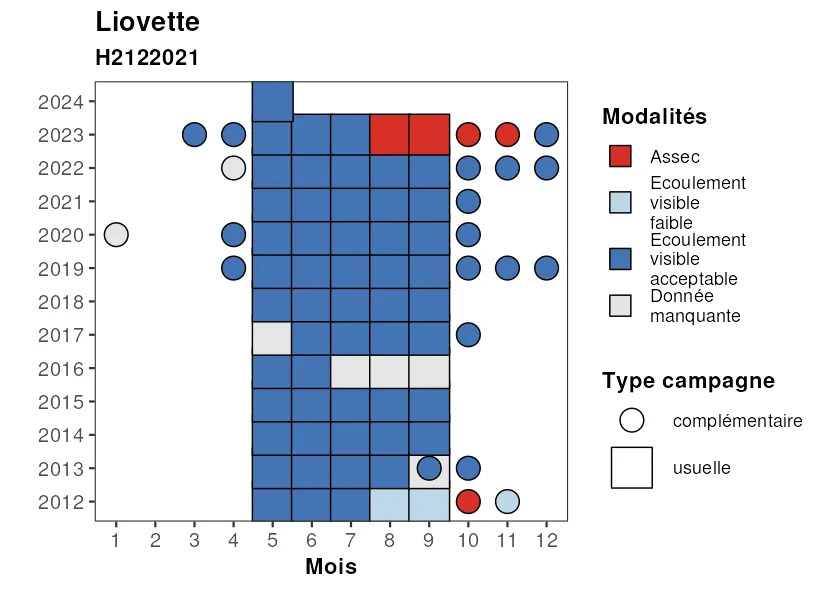 Liovette
H2122021
2024
2023
2022
2021
2020
2019
2018
2017
2016
2015
2014
2013
2012
1 2 3 4 5 6 7 8 9 10 11 12
Mois
Modalités
Assec
Ecoulement
visible
faible
Ecoulement
visible
acceptable
Donnée
manquante
Type campagne
complémentaire
usuelle